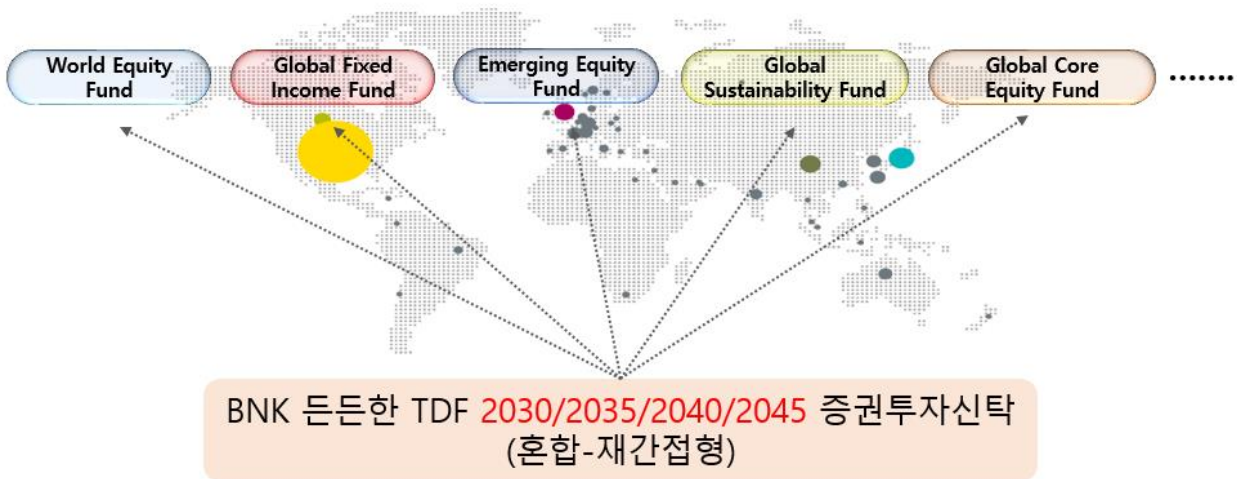 World Equity
Fund
Global Fixed
Income Fund
Emerging Equity
Fund
Global
Sustainability Fund
Global Core
Equity Fund
.......
BNK 든든한 TDF 2030/2035/2040/2045 증권투자신탁
(혼합-재간접형)